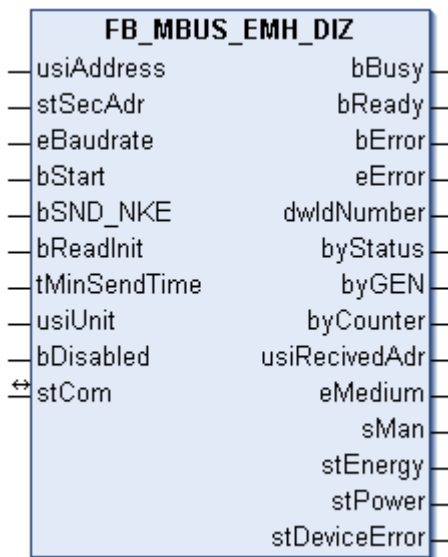 FB_MBUS_EMH_DIZ
usiAddress bBusy
stSecAdr bReady
eBaudrate bError
bStart eError
bSND_NKE dwIdNumber
bReadInit byStatus
tMinSendTime byGEN
usiUnit byCounter
bDisabled usiRecivedAdr
stCom eMedium
sMan
stEnergy
stPower
stDeviceError